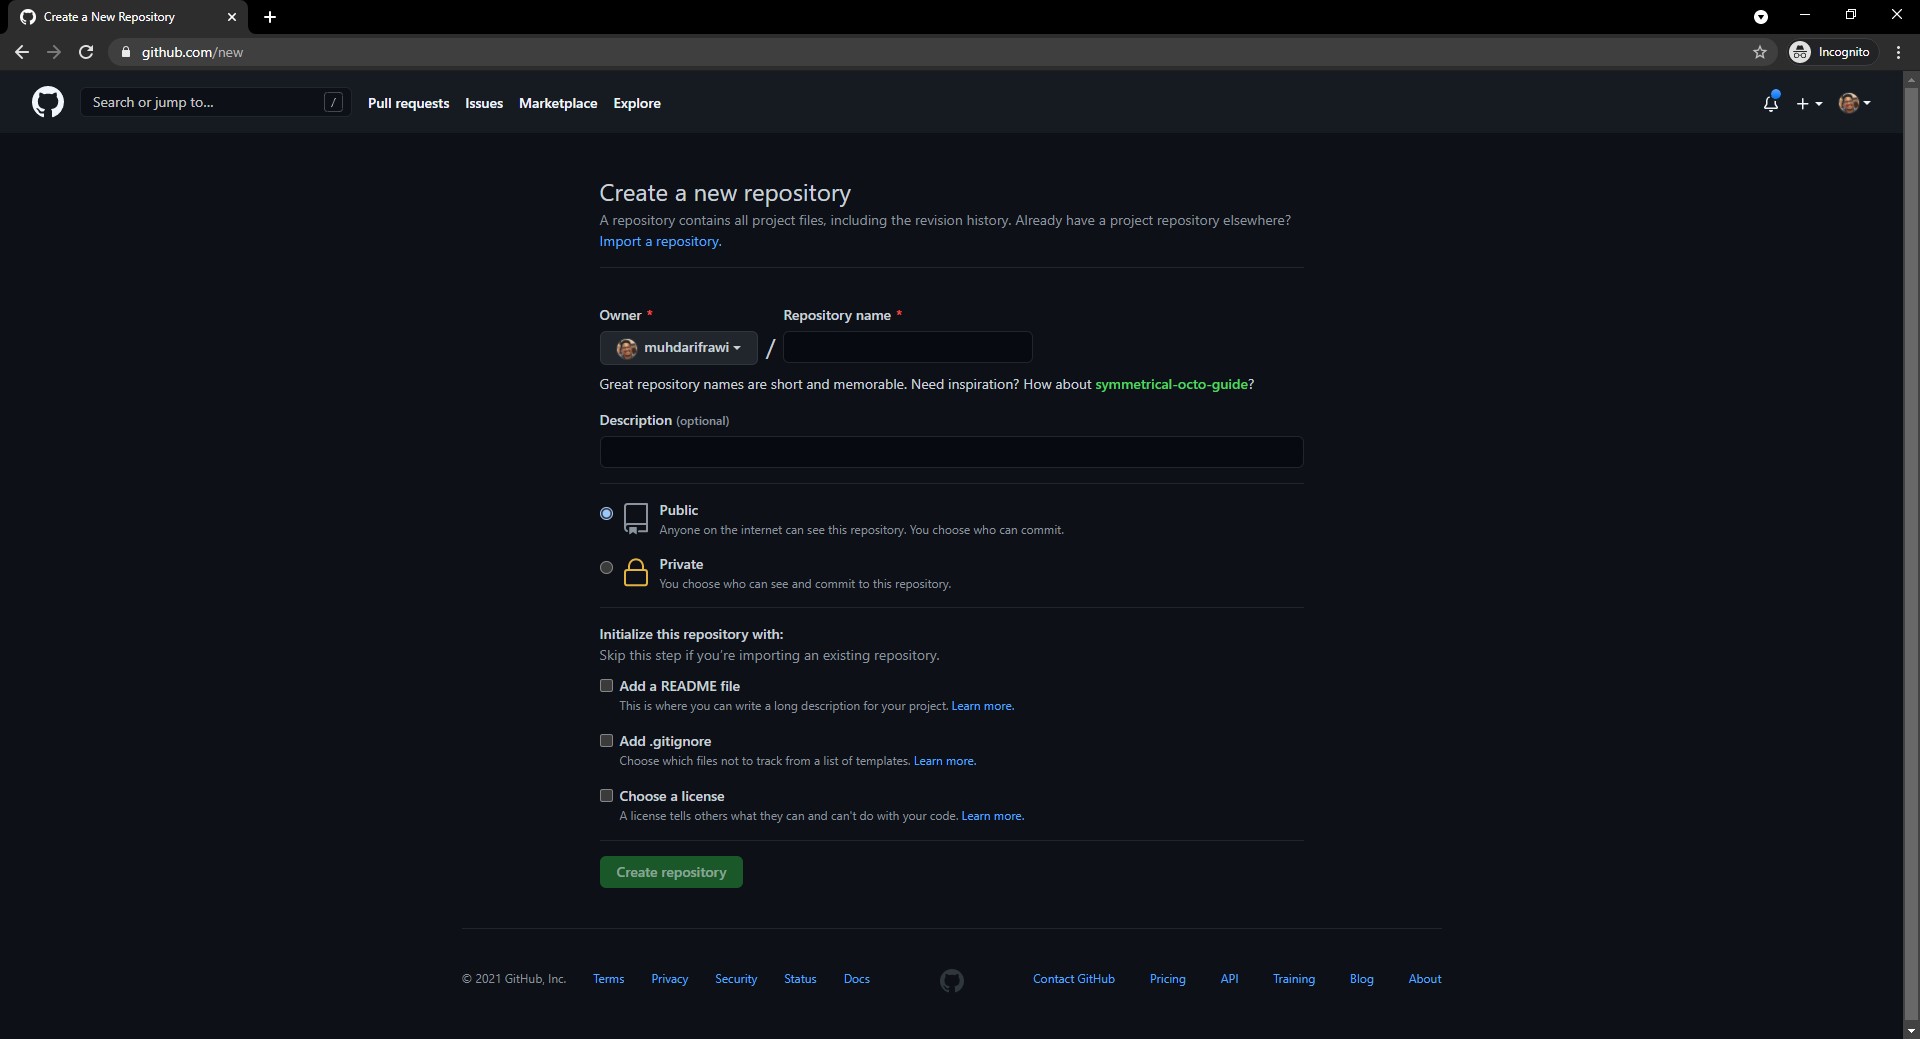 Create a New Repository
github.com/new
Incognito
Search or jump to...
/
Pull requests
Issues
Marketplace
Explore
Create a new repository
A repository contains all project files, including the revision history. Already have a project repository elsewhere?
Import a repository.
Owner *
Repository name *
muhdarifrawi
/
Great repository names are short and memorable. Need inspiration? How about symmetrical-octo-guide?
Description (optional)
Public
Anyone on the internet can see this repository. You choose who can commit.
Private
You choose who can see and commit to this repository.
Initialize this repository with:
Skip this step if you're importing an existing repository.
Add a README file
This is where you can write a long description for your project. Learn more.
Add .gitignore
Choose which files not to track from a list of templates. Learn more.
Choose a license
A license tells others what they can and can't do with your code. Learn more.
Create repository
© 2021 GitHub, Inc.
Terms
Privacy
Security
Status
Docs
Contact GitHub
Pricing
API
Training
Blog
About